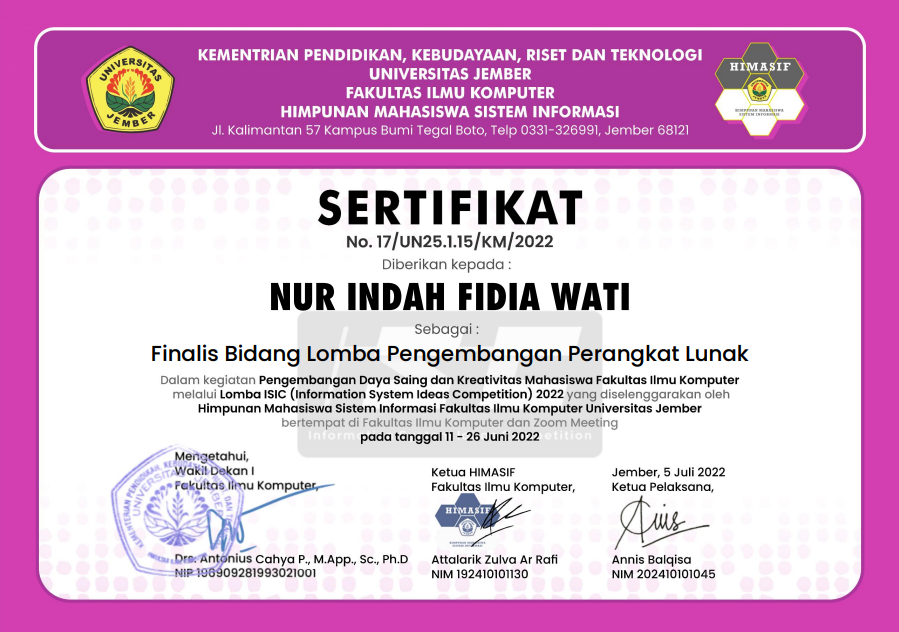 KEMENTRIAN PENDIDIKAN, KEBUDAYAAN, RISET DAN TEKNOLOGI
UNIVERSITAS JEMBER
FAKULTAS ILMU KOMPUTER
HIMPUNAN MAHASISWA SISTEM INFORMASI
Jl. Kalimantan 57 Kampus Bumi Tegal Boto, Telp 0331-326991, Jember 68121
UNIVERSITAS
JEMBER
HIMASIF
HIMPUNAN MAHASISWA
SISTEM INFORMASI
SERTIFIKAT
No. 17/UN25.1.15/KM/2022
Diberikan kepada :
NUR INDAH FIDIA WATI
Sebagai :
Finalis Bidang Lomba Pengembangan Perangkat Lunak
Dalam kegiatan Pengembangan Daya Saing dan Kreativitas Mahasiswa Fakultas Ilmu Komputer
melalui Lomba ISIC (Information System Ideas Competition) 2022 yang diselenggarakan oleh
Himpunan Mahasiswa Sistem Informasi Fakultas Ilmu Komputer Universitas Jember
bertempat di Fakultas Ilmu Komputer dan Zoom Meeting
pada tanggal 11 - 26 Juni 2022
Mengetahui,
Wakil Dekan I
Fakultas Ilmu Komputer,
Drs. Antonius Cahya P., M.App., Sc., Ph.D
NIP 196909281993021001
Ketua HIMASIF
Fakultas Ilmu Komputer,
HIMASIF
Attalarik Zulva Ar Rafi
NIM 192410101130
Jember, 5 Juli 2022
Ketua Pelaksana,
Annis Balqisa
NIM 202410101045